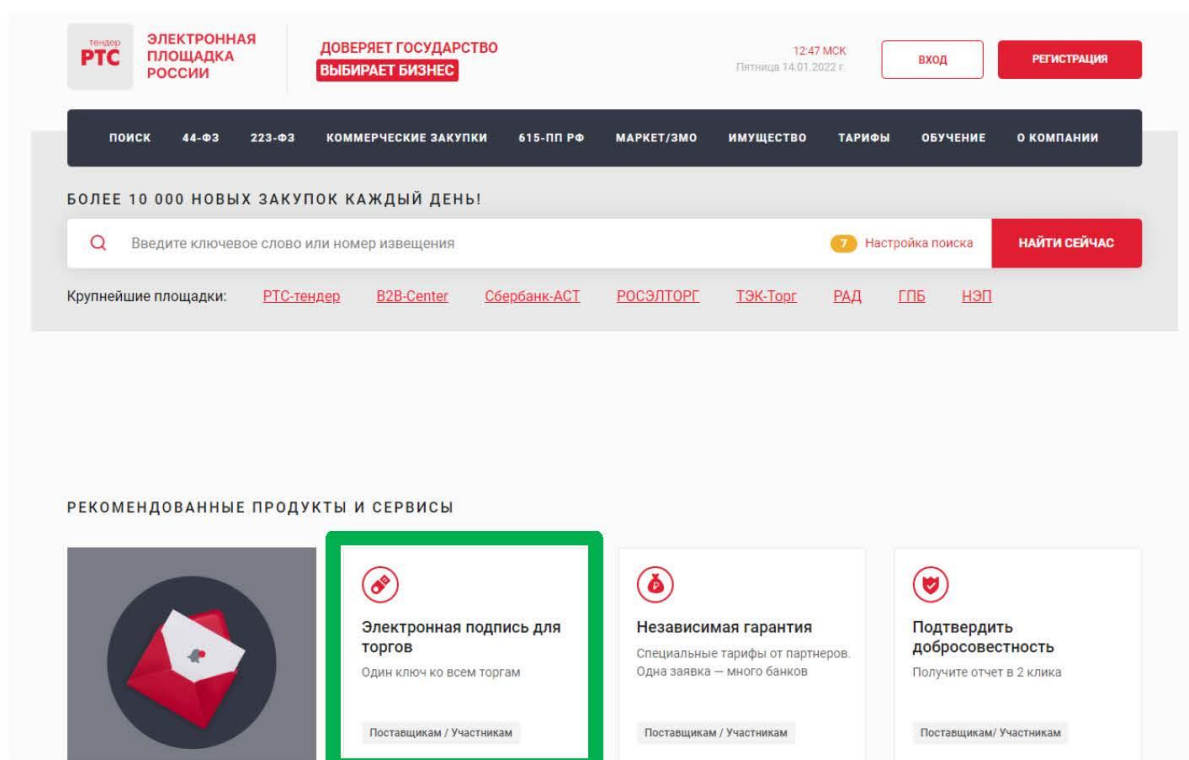 тендер
РТС
ЭЛЕКТРОННАЯ
ПЛОЩАДКА
РОССИИ
ДОВЕРЯЕТ ГОСУДАРСТВО
ВЫБИРАЕТ БИЗНЕС
12:47 МСК
Пятница 14.01.2022 г.
ВХОД
РЕГИСТРАЦИЯ
ПОИСК 44-ФЗ 223-ФЗ КОММЕРЧЕСКИЕ ЗАКУПКИ 615-ПП РФ МАРКЕТ/ЗМО ИМУЩЕСТВО ТАРИФЫ ОБУЧЕНИЕ О КОМПАНИИ
БОЛЕЕ 10 000 НОВЫХ ЗАКУПОК КАЖДЫЙ ДЕНЬ!
Введите ключевое слово или номер извещения 7 Настройка поиска НАЙТИ СЕЙЧАС
Крупнейшие площадки: РТС-тендер B2B-Center Сбербанк-АСТ РОСЭЛТОРГ ТЭК-Торг РАД ГПБ НЭП
РЕКОМЕНДОВАННЫЕ ПРОДУКТЫ И СЕРВИСЫ
Электронная подпись для
торгов
Один ключ ко всем торгам
Поставщикам / Участникам
Независимая гарантия
Специальные тарифы от партнеров.
Одна заявка — много банков
Поставщикам / Участникам
Подтвердить
добросовестность
Получите отчет в 2 клика
Поставщикам/ Участникам